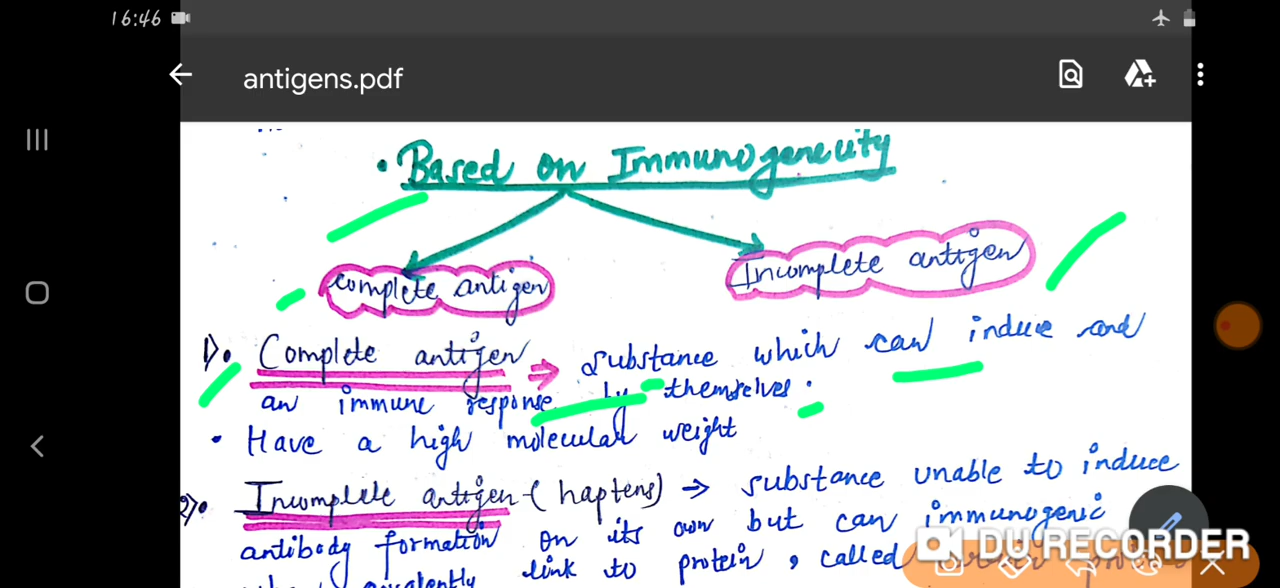 16:46
antigens.pdf
• Based on Immunogeneuity
Complete antigen
Incomplete antigen
1). Complete antigen ⇒ Substance which can induce and
an immune response by themselves.
• Have a high molecular weight
2). Incomplete antigen - (haptens) → substance unable to induce
antibody formation on its own but can immunogenic
covalently link to protein, called
DU RECORDER